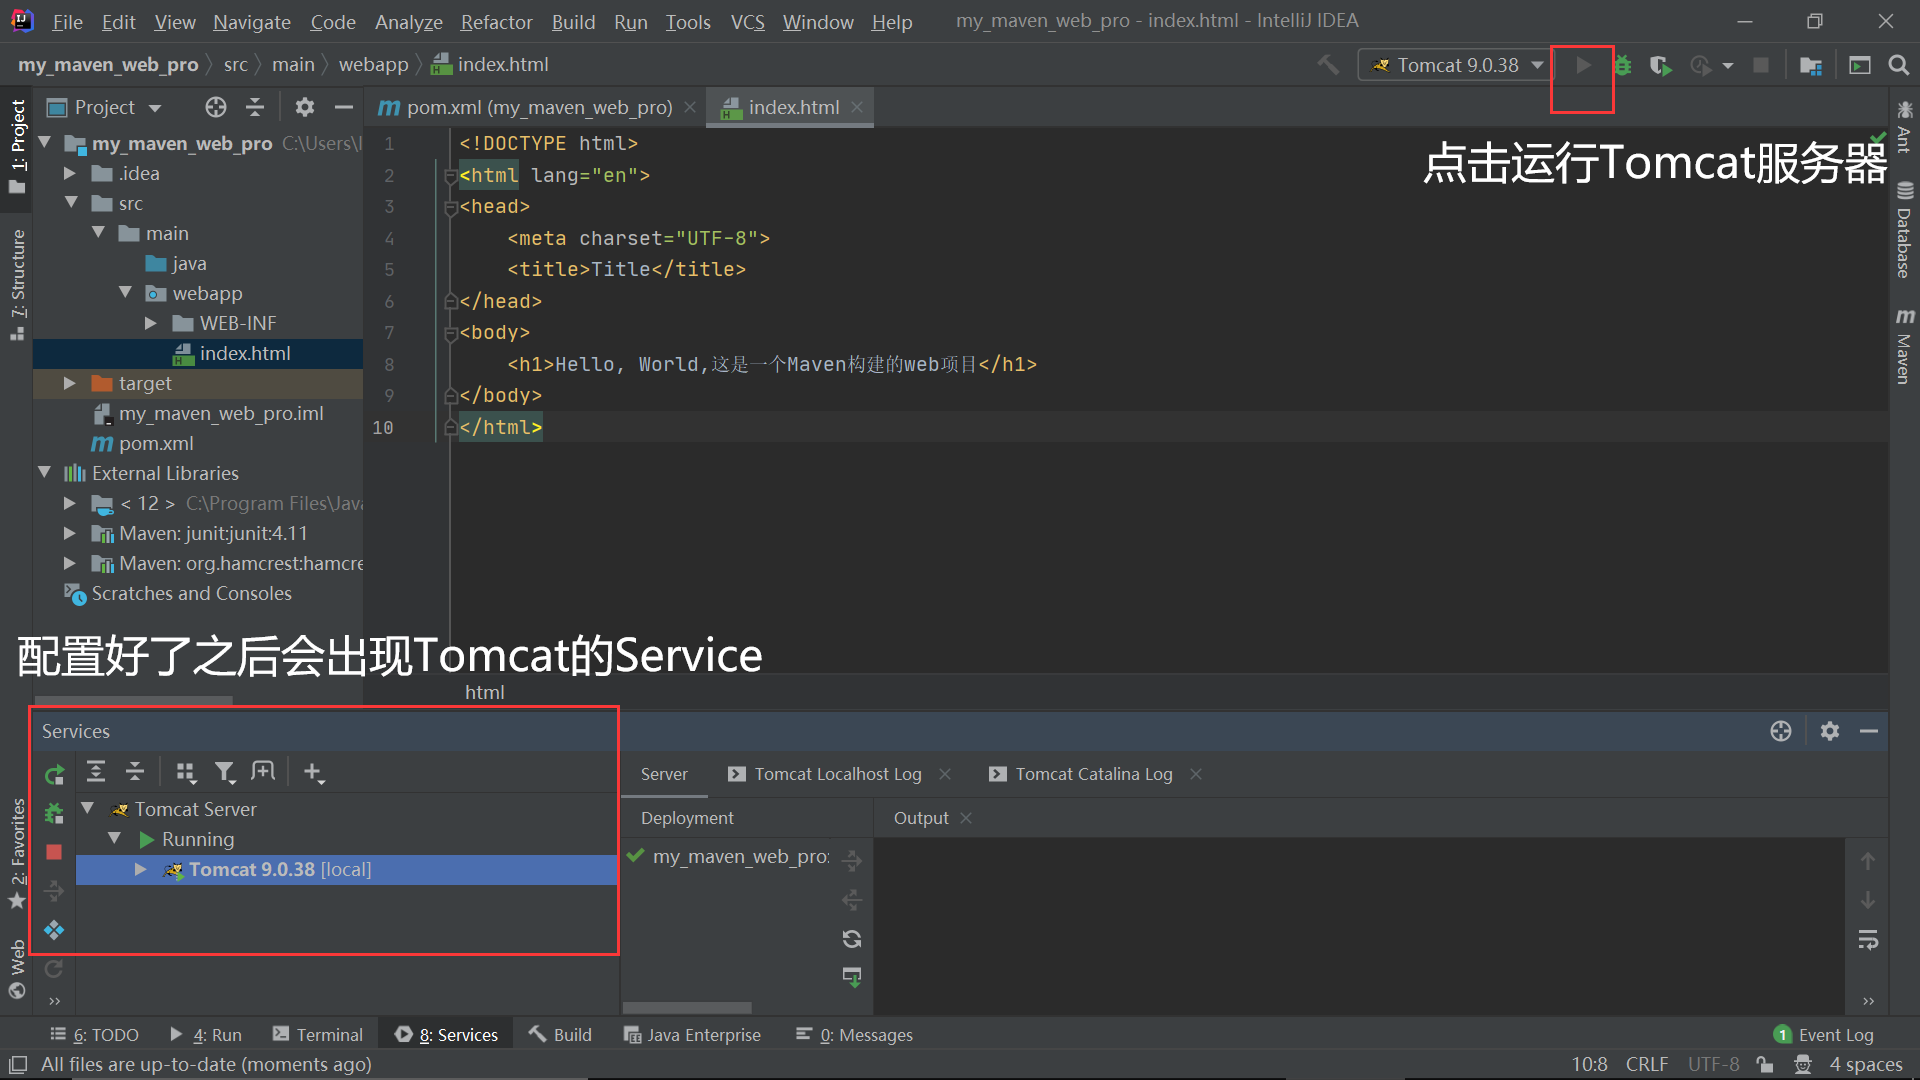 File Edit View Navigate Code Analyze Refactor Build Run Tools VCS Window Help my_maven_web_pro - index.html - IntelliJ IDEA
my_maven_web_pro src main webapp index.html Tomcat 9.0.38
Project
pom.xml (my_maven_web_pro) index.html
1: Project
7: Structure
2: Favorites
Web
my_maven_web_pro C:\Users\
.idea
src
main
java
webapp
WEB-INF
index.html
target
my_maven_web_pro.iml
pom.xml
External Libraries
< 12 > C:\Program Files\Java
Maven: junit:junit:4.11
Maven: org.hamcrest:hamcre
Scratches and Consoles
1 <!DOCTYPE html>
2 <html lang="en">
3 <head>
4 <meta charset="UTF-8">
5 <title>Title</title>
6 </head>
7 <body>
8 <h1>Hello, World,这是一个Maven构建的web项目</h1>
9 </body>
10 </html>
点击运行Tomcat服务器
Ant
Database
Maven
配置好了之后会出现Tomcat的Service
html
Services
Server Tomcat Localhost Log Tomcat Catalina Log
Tomcat Server
Running
Tomcat 9.0.38 [local]
Deployment Output
my_maven_web_pro:
6: TODO 4: Run Terminal 8: Services Build Java Enterprise 0: Messages 1 Event Log
All files are up-to-date (moments ago) 10:8 CRLF UTF-8 4 spaces